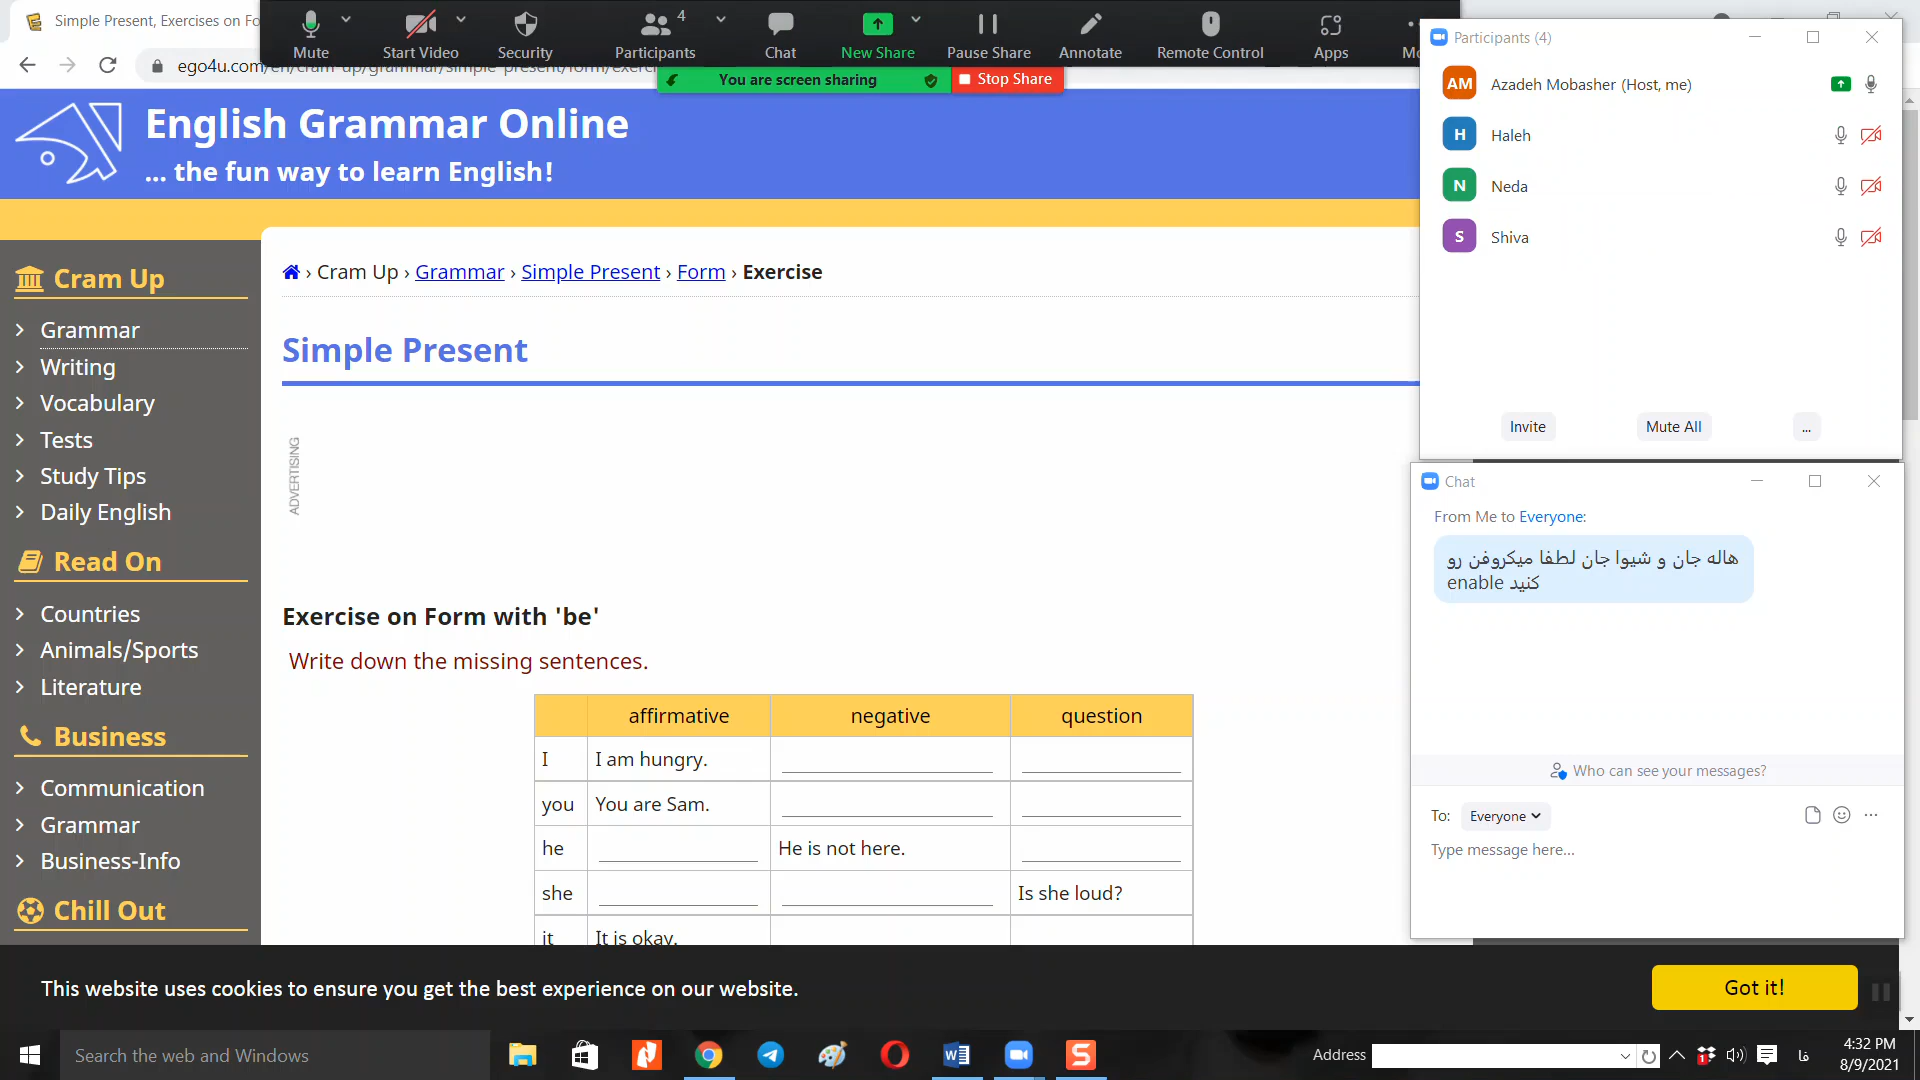 Simple Present, Exercises on Fo
Mute
Start Video
Security
Participants
4
Chat
New Share
Pause Share
Annotate
Remote Control
Apps
You are screen sharing
Stop Share
English Grammar Online
... the fun way to learn English!
Cram Up
Grammar
Writing
Vocabulary
Tests
Study Tips
Daily English
Read On
Countries
Animals/Sports
Literature
Business
Communication
Grammar
Business-Info
Chill Out
› Cram Up › Grammar › Simple Present › Form › Exercise
Simple Present
ADVERTISING
Exercise on Form with 'be'
Write down the missing sentences.
affirmative negative question
I I am hungry.
you You are Sam.
he He is not here.
she Is she loud?
it It is okay.
This website uses cookies to ensure you get the best experience on our website.
Got it!
Participants (4)
AM Azadeh Mobasher (Host, me)
H Haleh
N Neda
S Shiva
Invite
Mute All
...
Chat
From Me to Everyone:
هاله جان و شیوا جان لطفا میکروفن رو
enable کنید
Who can see your messages?
To: Everyone
Type message here...
Search the web and Windows
Address
فا
4:32 PM
8/9/2021